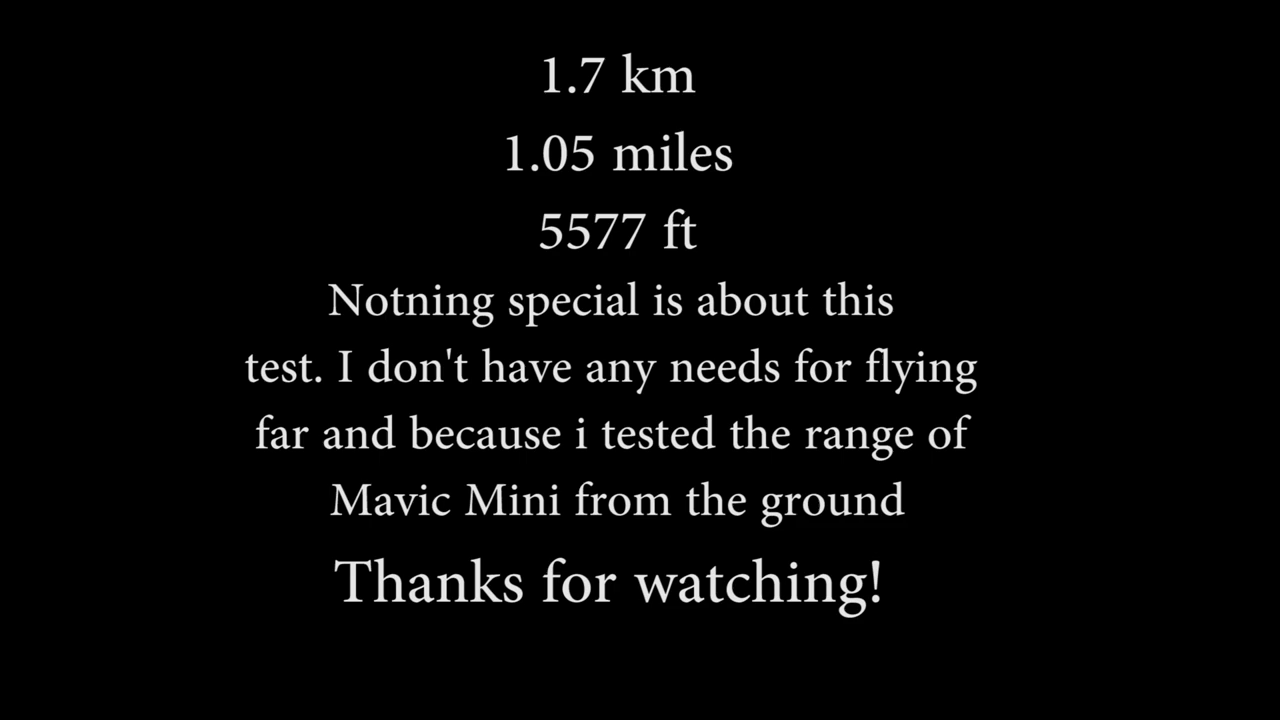 1.7 km
1.05 miles
5577 ft
Notning special is about this
test. I don't have any needs for flying
far and because i tested the range of
Mavic Mini from the ground
Thanks for watching!